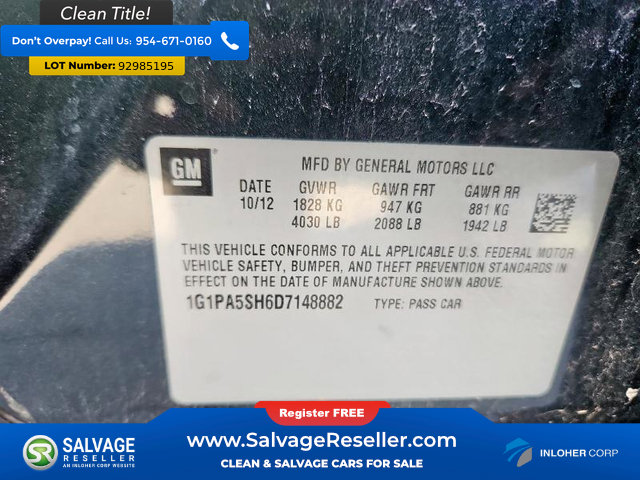 Clean Title!
Don't Overpay! Call Us: 954-671-0160
LOT Number: 92985195
GM
MFD BY GENERAL MOTORS LLC
DATE GVWR GAWR FRT GAWR RR
10/12 1828 KG 947 KG 881 KG
4030 LB 2088 LB 1942 LB
THIS VEHICLE CONFORMS TO ALL APPLICABLE U.S. FEDERAL MOTOR
VEHICLE SAFETY, BUMPER, AND THEFT PREVENTION STANDARDS IN
EFFECT ON THE DATE OF MANUFACTURE SHOWN ABOVE.
1G1PA5SH6D7148882 TYPE: PASS CAR
Register FREE
SR
SALVAGE
RESELLER
AN INLOHER CORP WEBSITE
www.SalvageReseller.com
CLEAN & SALVAGE CARS FOR SALE
INLOHER CORP